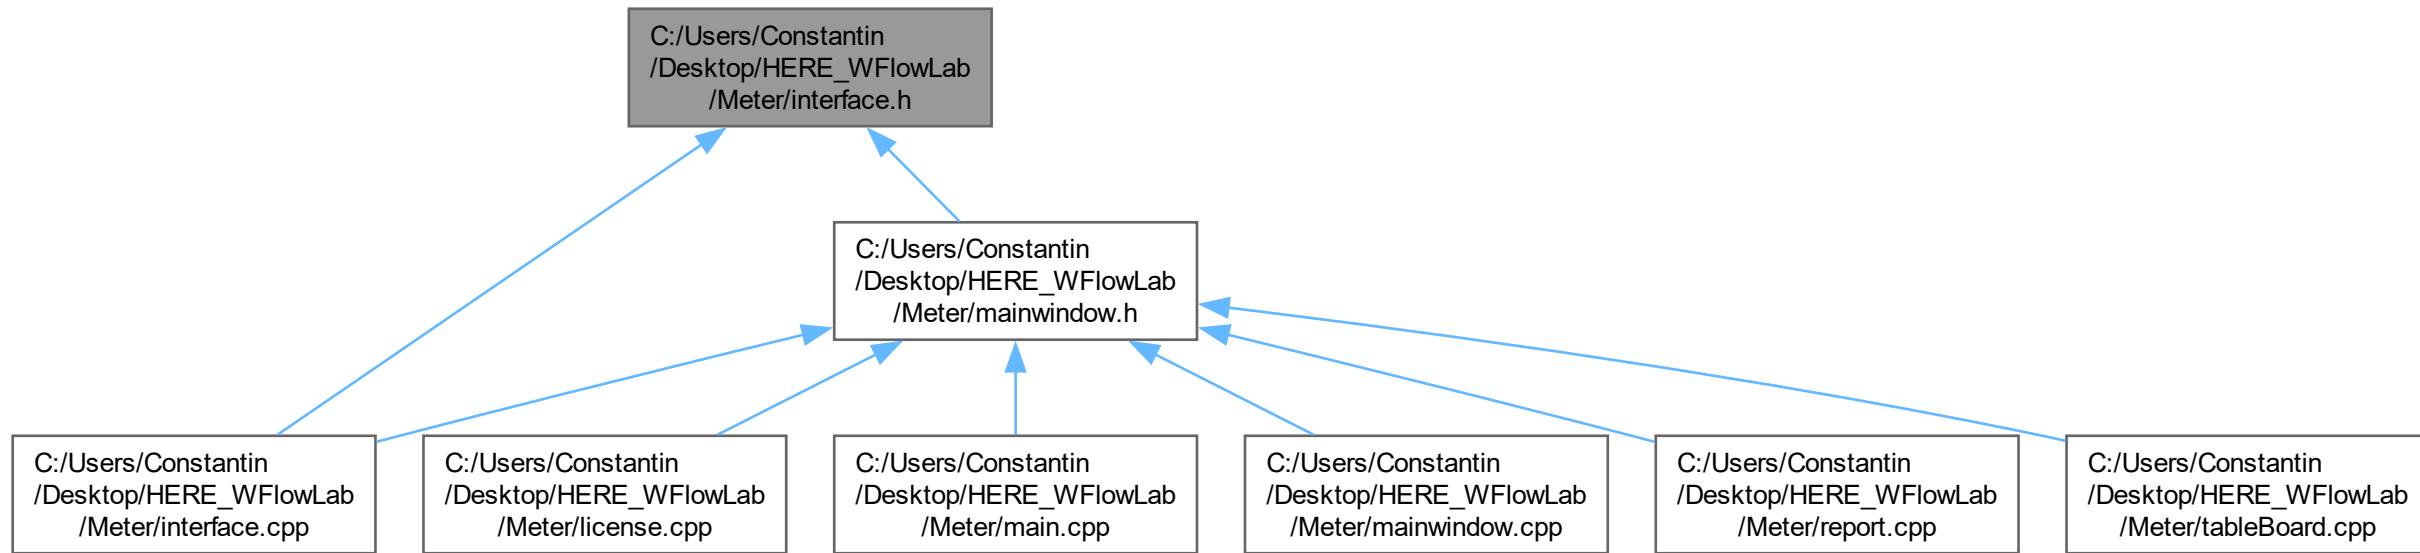 C:/Users/Constantin
/Desktop/HERE_WFlowLab
/Meter/interface.h
C:/Users/Constantin
/Desktop/HERE_WFlowLab
/Meter/mainwindow.h
C:/Users/Constantin
/Desktop/HERE_WFlowLab
/Meter/interface.cpp
C:/Users/Constantin
/Desktop/HERE_WFlowLab
/Meter/license.cpp
C:/Users/Constantin
/Desktop/HERE_WFlowLab
/Meter/main.cpp
C:/Users/Constantin
/Desktop/HERE_WFlowLab
/Meter/mainwindow.cpp
C:/Users/Constantin
/Desktop/HERE_WFlowLab
/Meter/report.cpp
C:/Users/Constantin
/Desktop/HERE_WFlowLab
/Meter/tableBoard.cpp